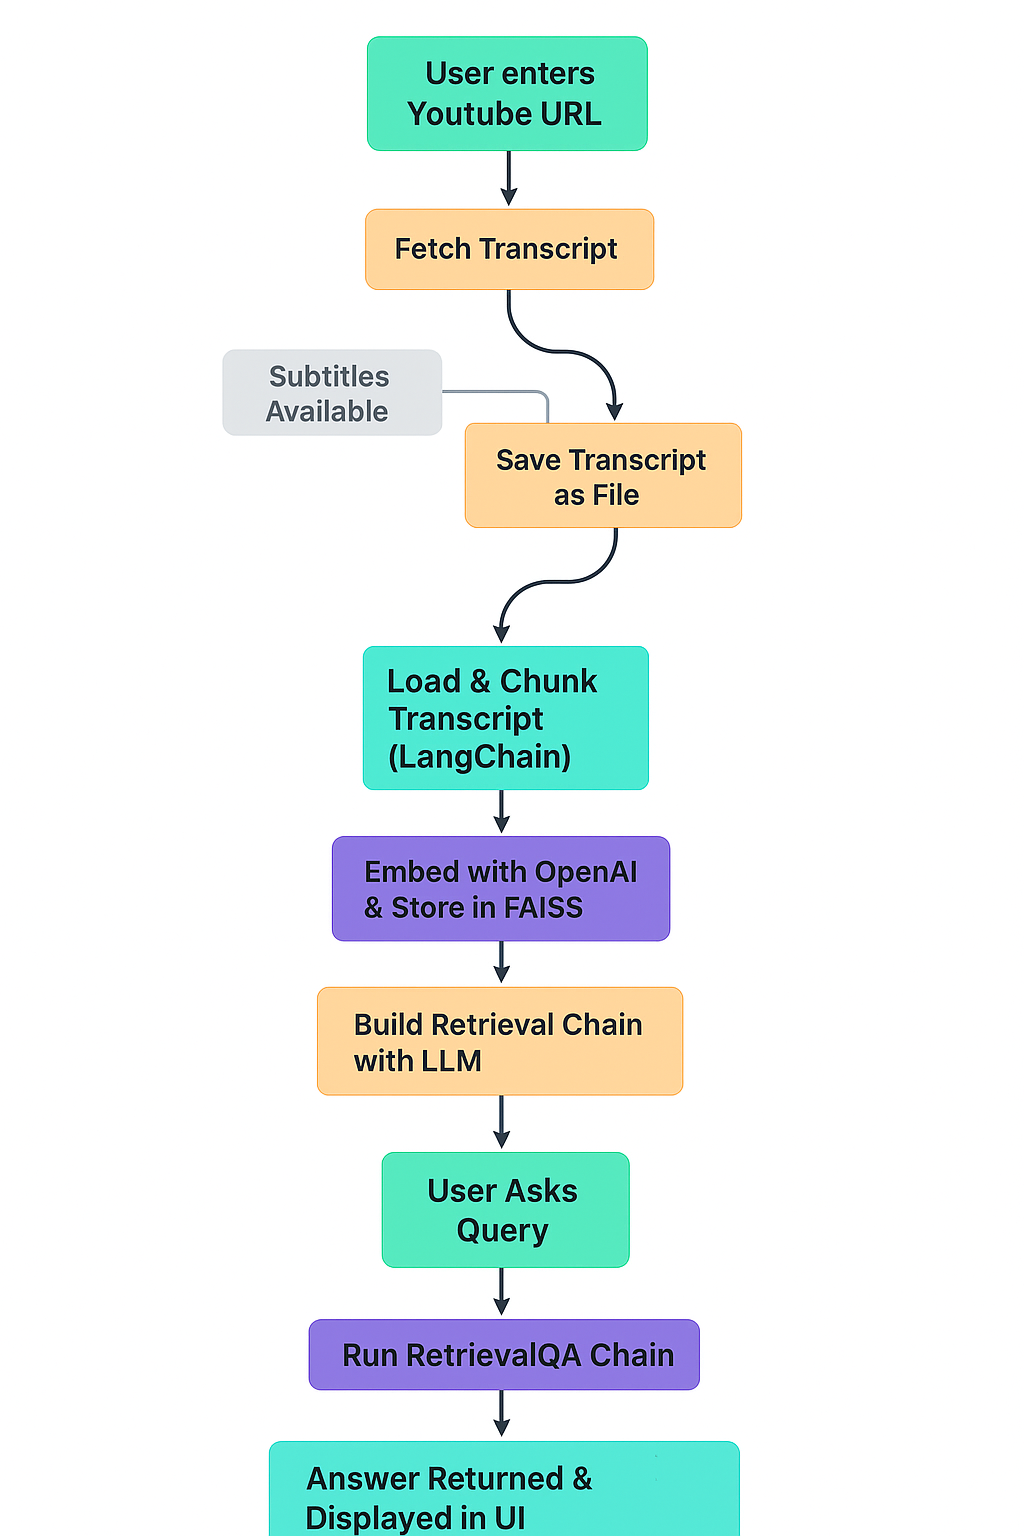 User enters
Youtube URL
Fetch Transcript
Subtitles
Available
Save Transcript
as File
Load & Chunk
Transcript
(LangChain)
Embed with OpenAI
& Store in FAISS
Build Retrieval Chain
with LLM
User Asks
Query
Run RetrievalQA Chain
Answer Returned &
Displayed in UI